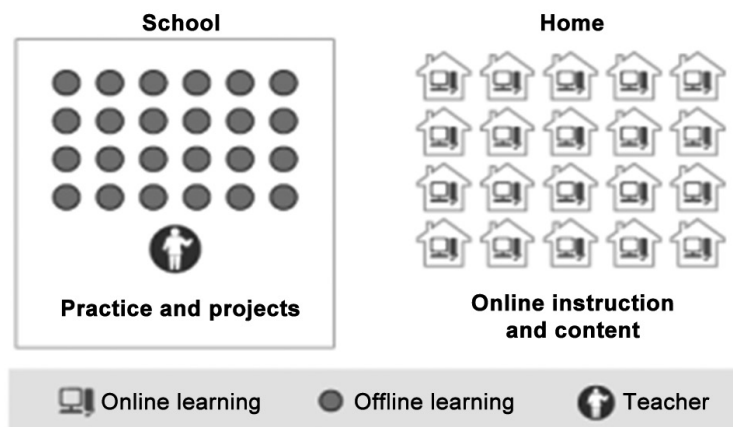 School
Home
Practice and projects
Online instruction
and content
Online learning
Offline learning
Teacher